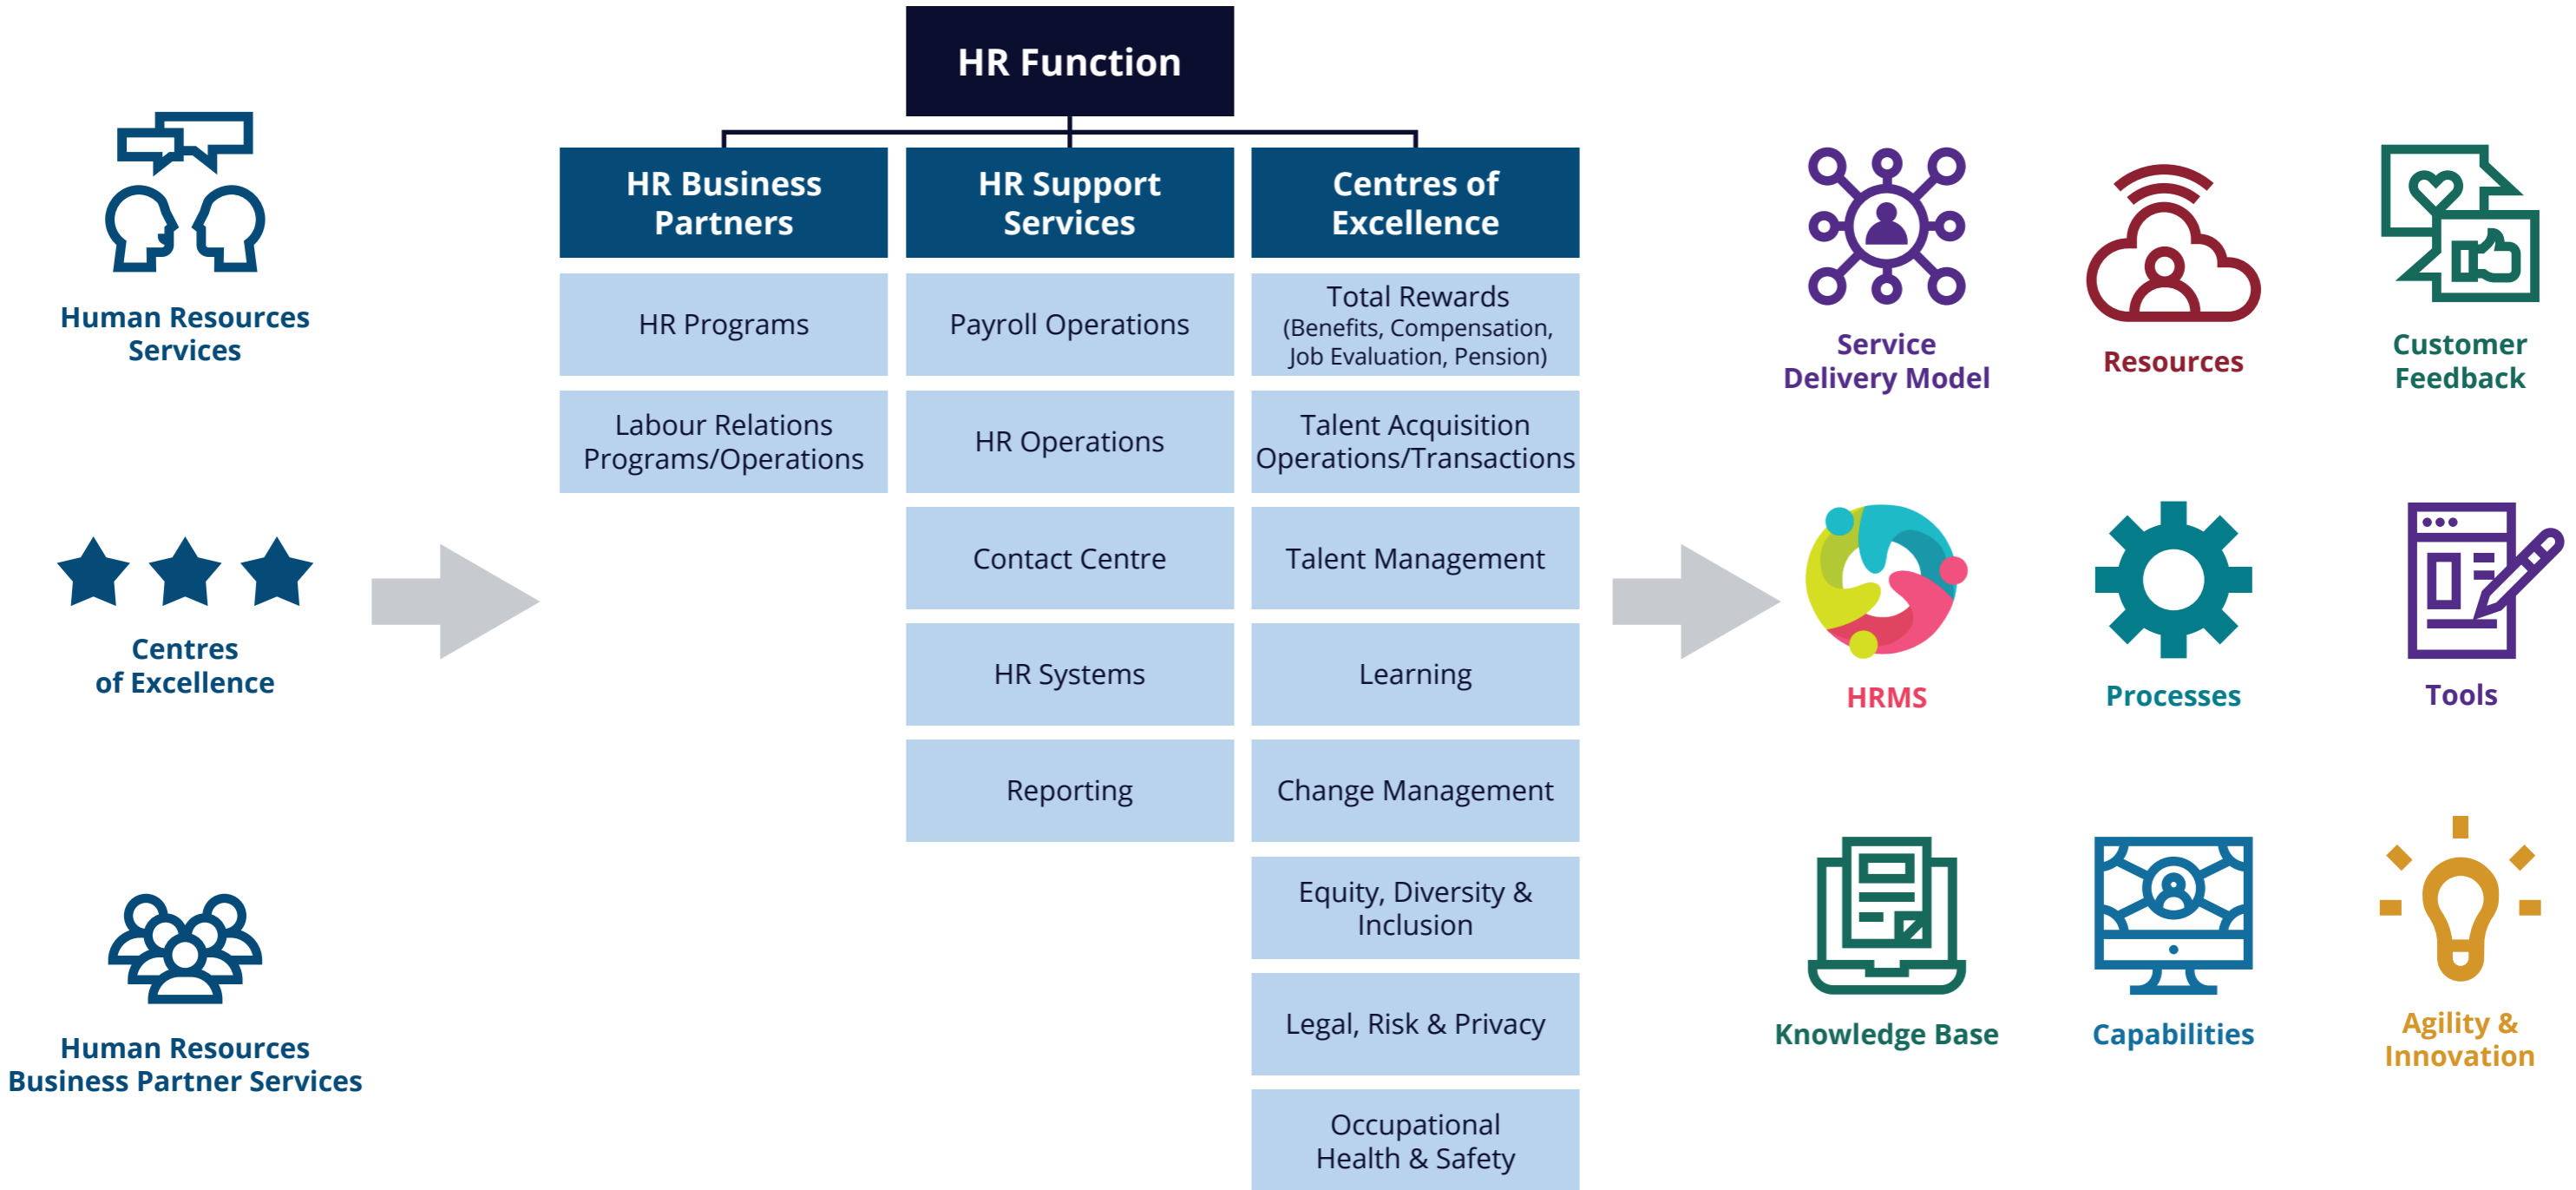 HR Function
Human Resources
Services
Centres
of Excellence
Human Resources
Business Partner Services
HR Business
Partners
HR Programs
Labour Relations
Programs/Operations
HR Support
Services
Payroll Operations
HR Operations
Contact Centre
HR Systems
Reporting
Centres of
Excellence
Total Rewards
(Benefits, Compensation,
Job Evaluation, Pension)
Talent Acquisition
Operations/Transactions
Talent Management
Learning
Change Management
Equity, Diversity &
Inclusion
Legal, Risk & Privacy
Occupational
Health & Safety
Service
Delivery Model
Resources
Customer
Feedback
HRMS
Processes
Tools
Knowledge Base
Capabilities
Agility &
Innovation